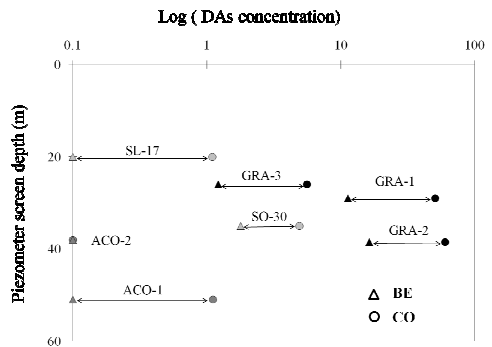 Log ( DAs concentration)
0.1 1 10 100
0
Piezometer screen depth (m)
20
SL-17
GRA-3
GRA-1
SO-30
40
ACO-2
GRA-2
ACO-1
BE
CO
60